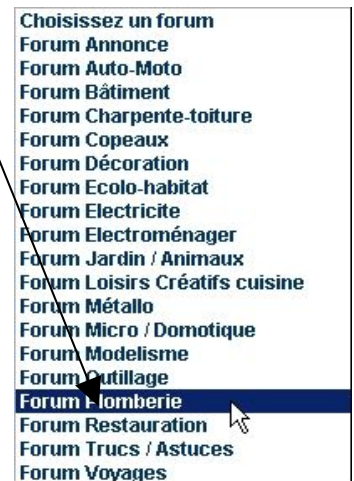 Choisissez un forum
Forum Annonce
Forum Auto-Moto
Forum Bâtiment
Forum Charpente-toiture
Forum Copeaux
Forum Décoration
Forum Ecolo-habitat
Forum Electricite
Forum Electroménager
Forum Jardin / Animaux
Forum Loisirs Créatifs cuisine
Forum Métallo
Forum Micro / Domotique
Forum Modelisme
Forum Outillage
Forum Plomberie
Forum Restauration
Forum Trucs / Astuces
Forum Voyages